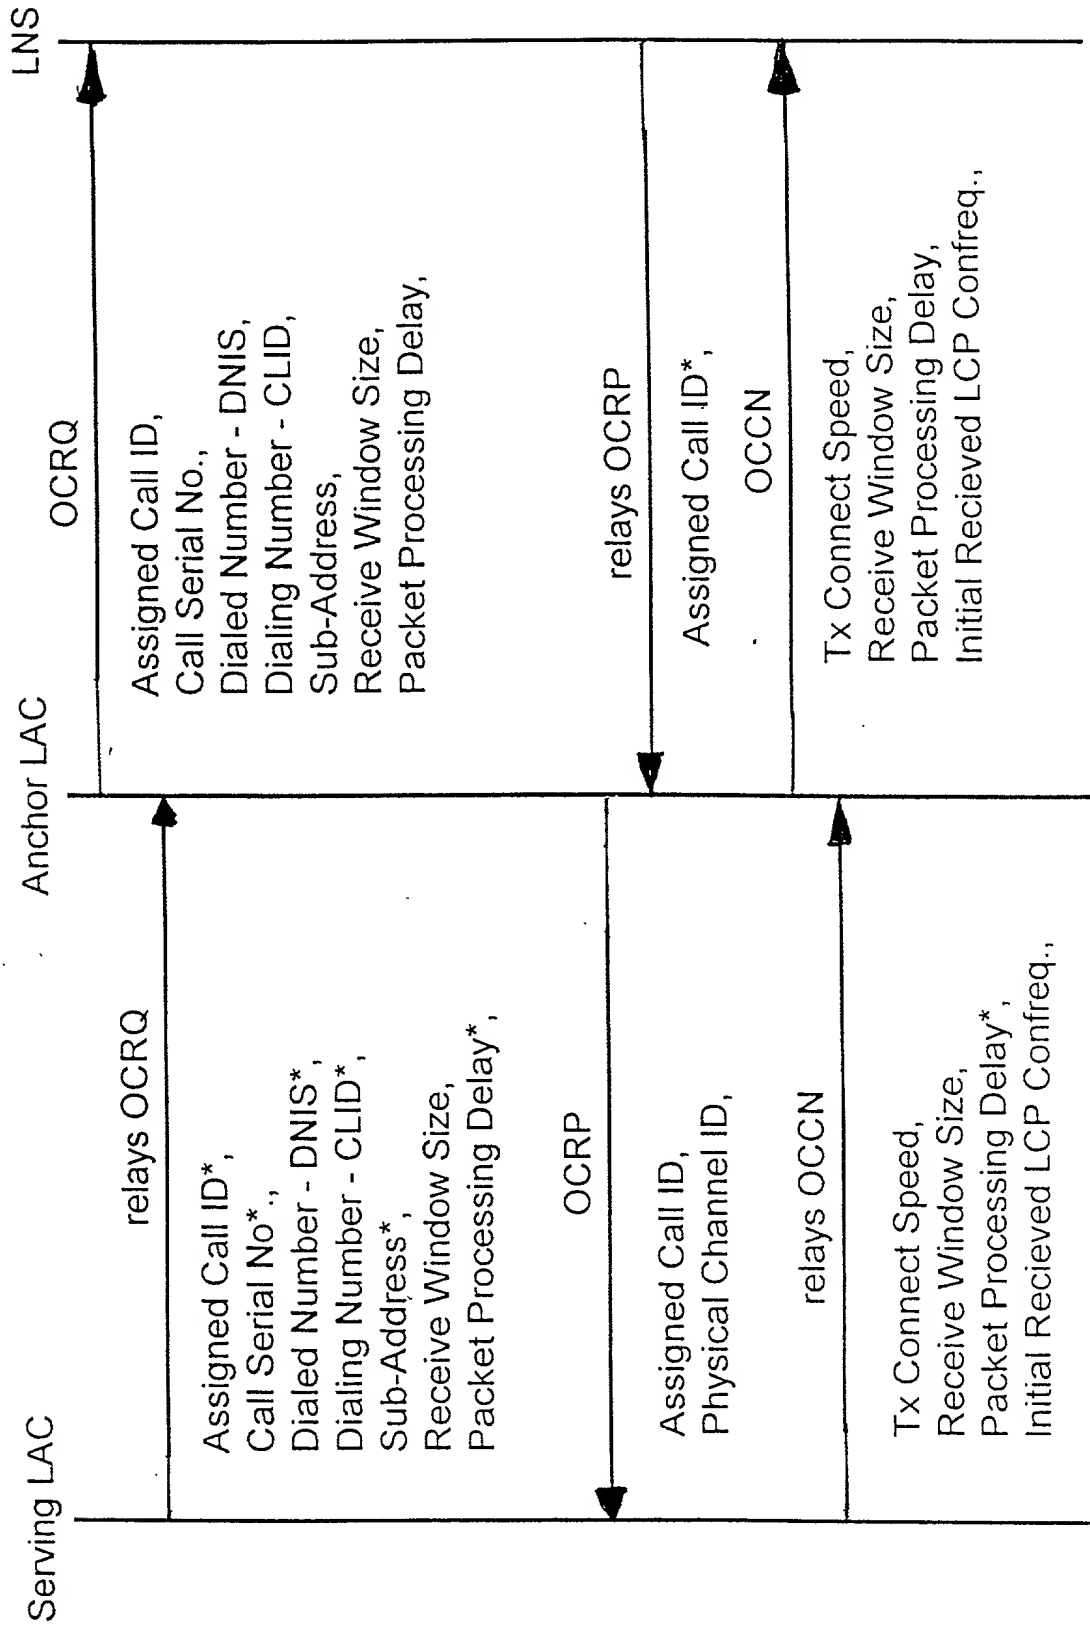 Serving LAC
Anchor LAC
LNS
relays OCRQ
Assigned Call ID*,
Call Serial No*.,
Dialed Number - DNIS*,
Dialing Number - CLID*,
Sub-Address*,
Receive Window Size,
Packet Processing Delay*,
OCRQ
Assigned Call ID,
Call Serial No.,
Dialed Number - DNIS,
Dialing Number - CLID,
Sub-Address,
Receive Window Size,
Packet Processing Delay,
OCRP
Assigned Call ID,
Physical Channel ID,
relays OCRP
Assigned Call ID*,
relays OCCN
Tx Connect Speed,
Receive Window Size,
Packet Processing Delay*,
Initial Recieved LCP Confreq.,
OCCN
Tx Connect Speed,
Receive Window Size,
Packet Processing Delay,
Initial Recieved LCP Confreq.,